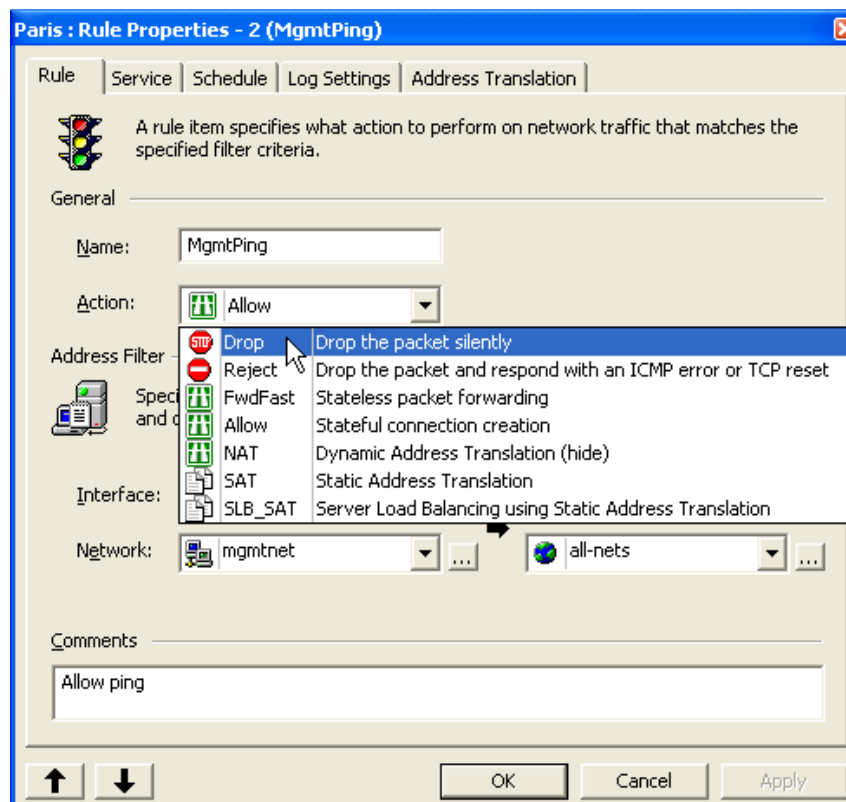 Paris : Rule Properties - 2 (MgmtPing)
Rule Service Schedule Log Settings Address Translation
A rule item specifies what action to perform on network traffic that matches the
specified filter criteria.
General
Name: MgmtPing
Action: Allow
STOP Drop Drop the packet silently
Address Filter
Reject Drop the packet and respond with an ICMP error or TCP reset
Speci FwdFast Stateless packet forwarding
and Allow Stateful connection creation
NAT Dynamic Address Translation (hide)
SAT Static Address Translation
Interface: SLB_SAT Server Load Balancing using Static Address Translation
Network: mgmtnet ... all-nets ...
Comments
Allow ping
OK Cancel Apply